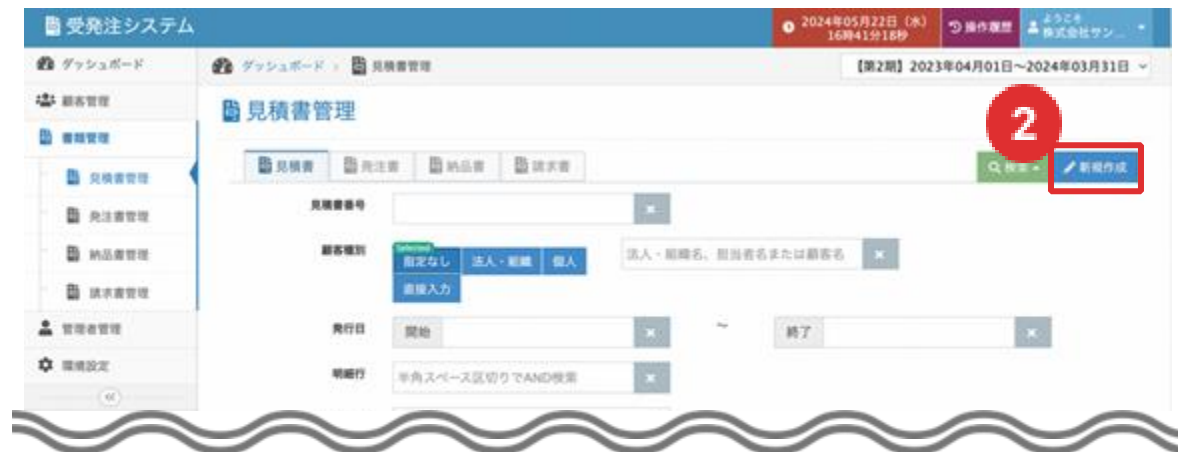 受発注システム
2024年05月22日（水）
16時41分18秒
操作履歴
ようこそ
株式会社サン...
ダッシュボード
ダッシュボード › 見積書管理
【第2期】2023年04月01日～2024年03月31日
顧客管理
見積書管理
書類管理
2
見積書
発注書
納品書
請求書
検索
新規作成
見積書管理
見積書番号
発注書管理
納品書管理
顧客種別
Selected
指定なし
法人・組織
個人
法人・組織名、担当者名または顧客名
直接入力
請求書管理
管理者管理
発行日
開始
～
終了
環境設定
明細行
半角スペース区切りでAND検索